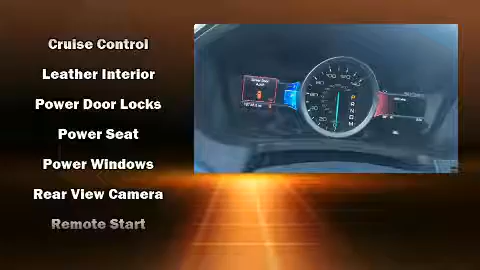 Cruise Control
Leather Interior
Power Door Locks
Power Seat
Power Windows
Rear View Camera
Remote Start